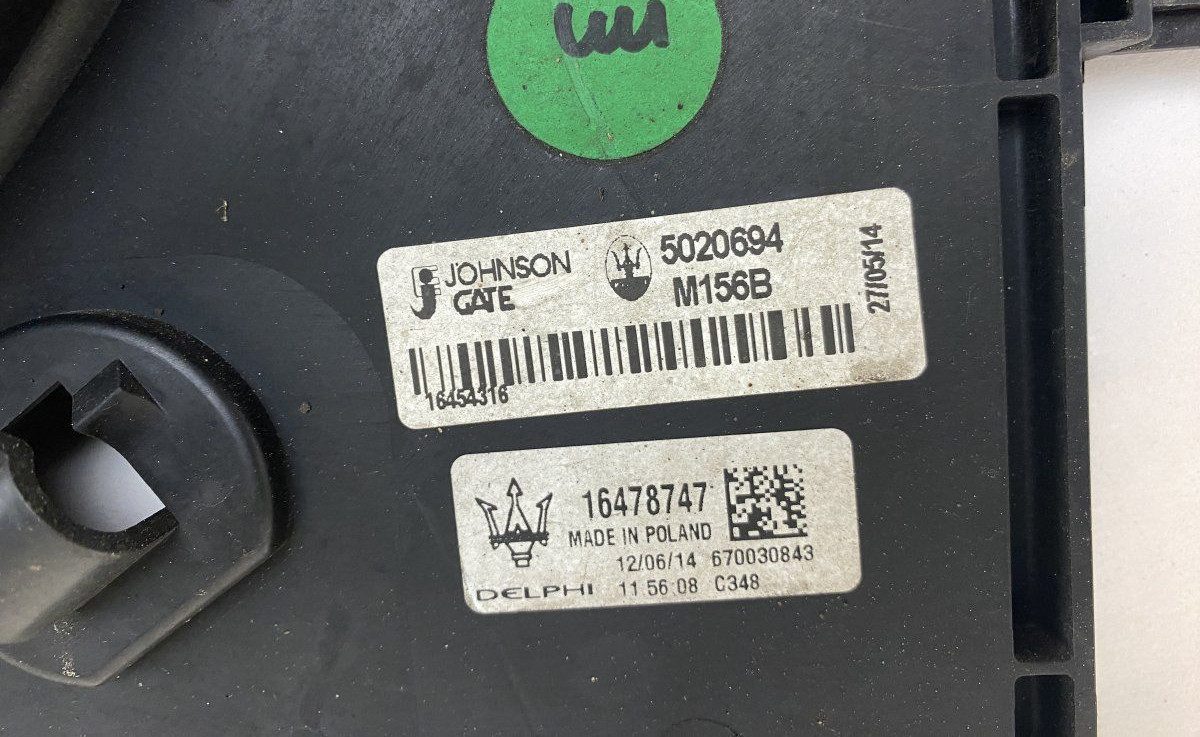 JOHNSON
GATE
5020694
M156B
27/05/14
16454316
16478747
MADE IN POLAND
12/06/14 670030843
DELPHI 11 56 08 C348